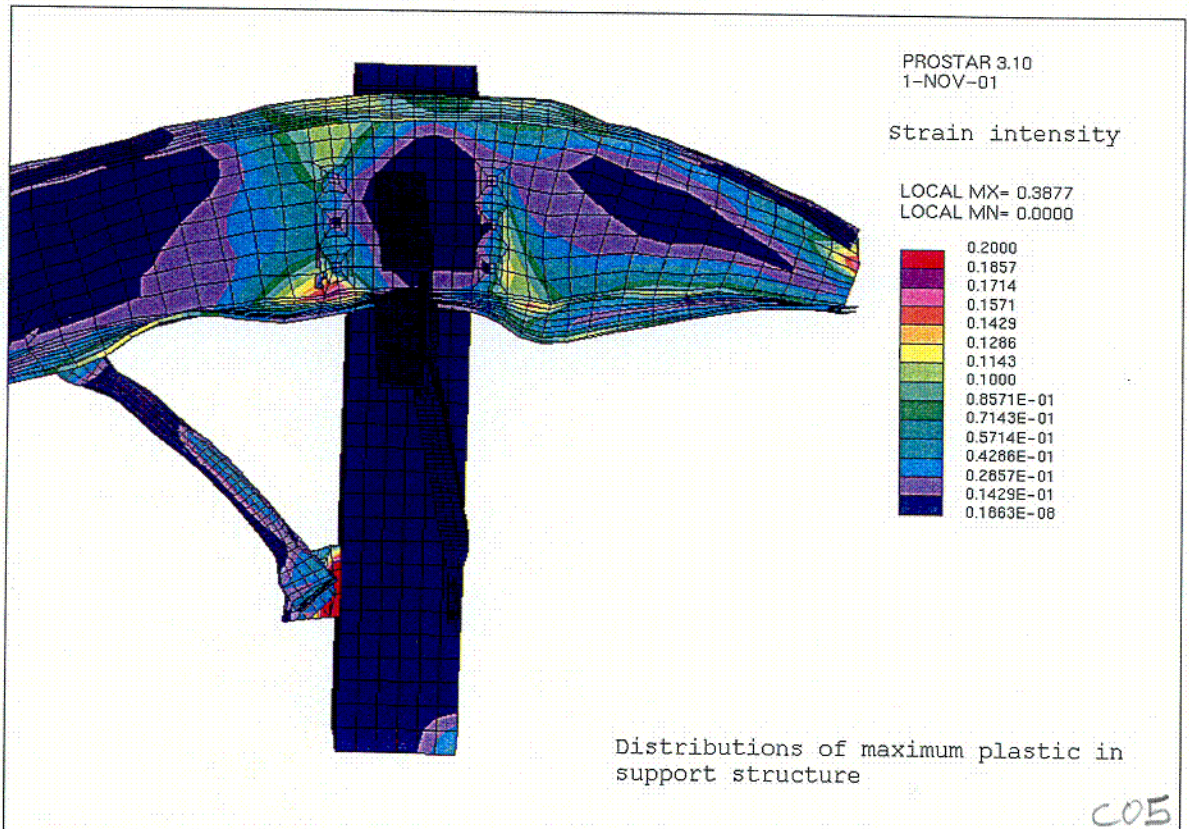 PROSTAR 3.10
1-NOV-01
Strain intensity
LOCAL MX= 0.3877
LOCAL MN= 0.0000
0.2000
0.1857
0.1714
0.1571
0.1429
0.1286
0.1143
0.1000
0.8571E-01
0.7143E-01
0.5714E-01
0.4286E-01
0.2857E-01
0.1429E-01
0.1863E-08
Distributions of maximum plastic in
support structure
C05